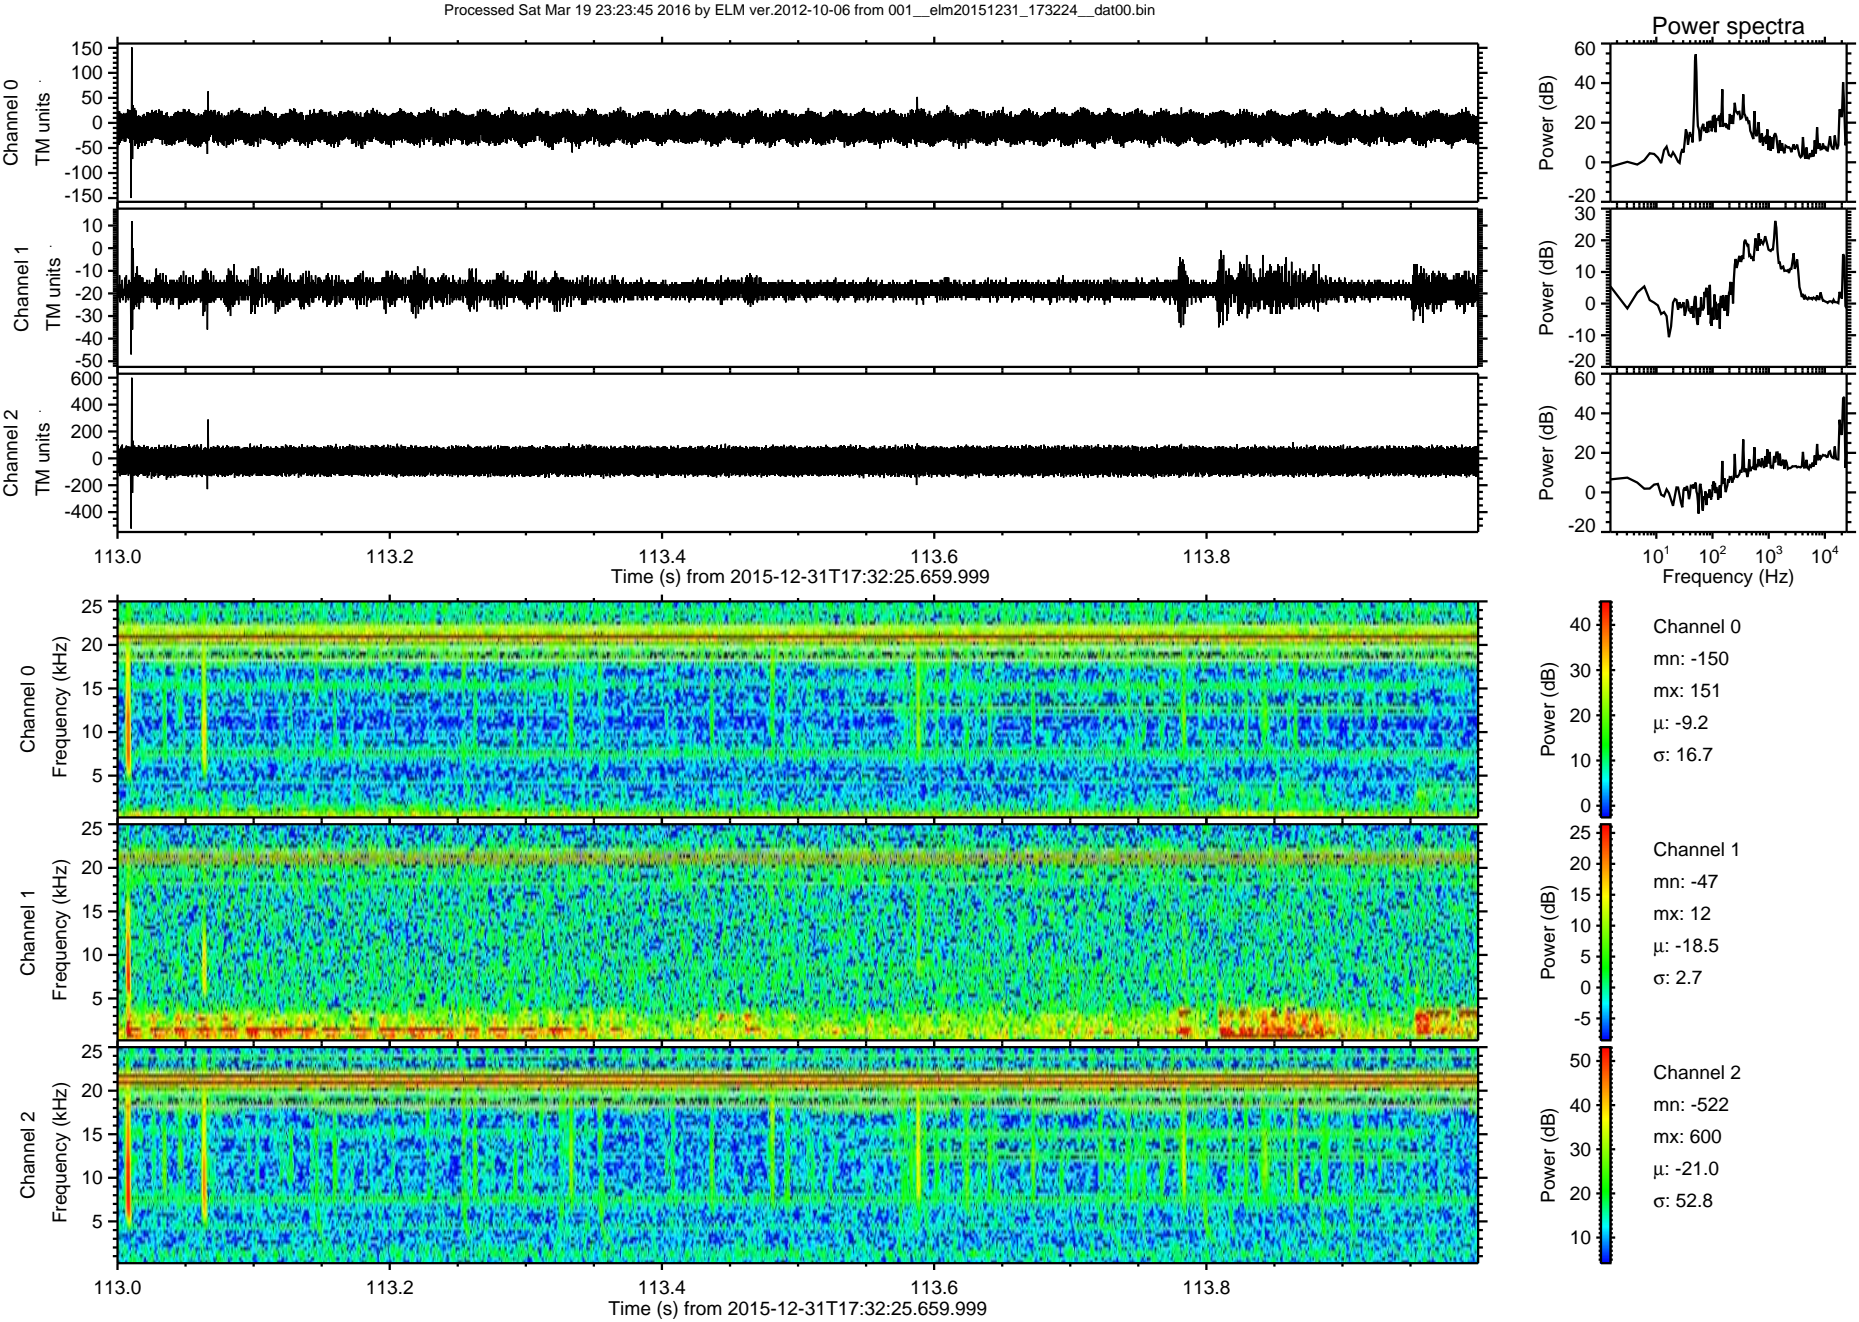 Processed Sat Mar 19 23:23:45 2016 by ELM ver.2012-10-06 from 001__elm20151231_173224__dat00.bin
Power spectra
Channel 0
TM units
150
100
50
0
-50
-100
-150
Power (dB)
60
40
20
0
-20
Channel 1
TM units
10
0
-10
-20
-30
-40
-50
Power (dB)
30
20
10
0
-10
-20
Channel 2
TM units
600
400
200
0
-200
-400
Power (dB)
60
40
20
0
-20
113.0 113.2 113.4 113.6 113.8
Time (s) from 2015-12-31T17:32:25.659.999
10¹ 10² 10³ 10⁴
Frequency (Hz)
Channel 0
Frequency (kHz)
25
20
15
10
5
Power (dB)
40
30
20
10
0
Channel 0
mn: -150
mx: 151
μ: -9.2
σ: 16.7
Channel 1
Frequency (kHz)
25
20
15
10
5
Power (dB)
25
20
15
10
5
0
-5
Channel 1
mn: -47
mx: 12
μ: -18.5
σ: 2.7
Channel 2
Frequency (kHz)
25
20
15
10
5
Power (dB)
50
40
30
20
10
Channel 2
mn: -522
mx: 600
μ: -21.0
σ: 52.8
113.0 113.2 113.4 113.6 113.8
Time (s) from 2015-12-31T17:32:25.659.999